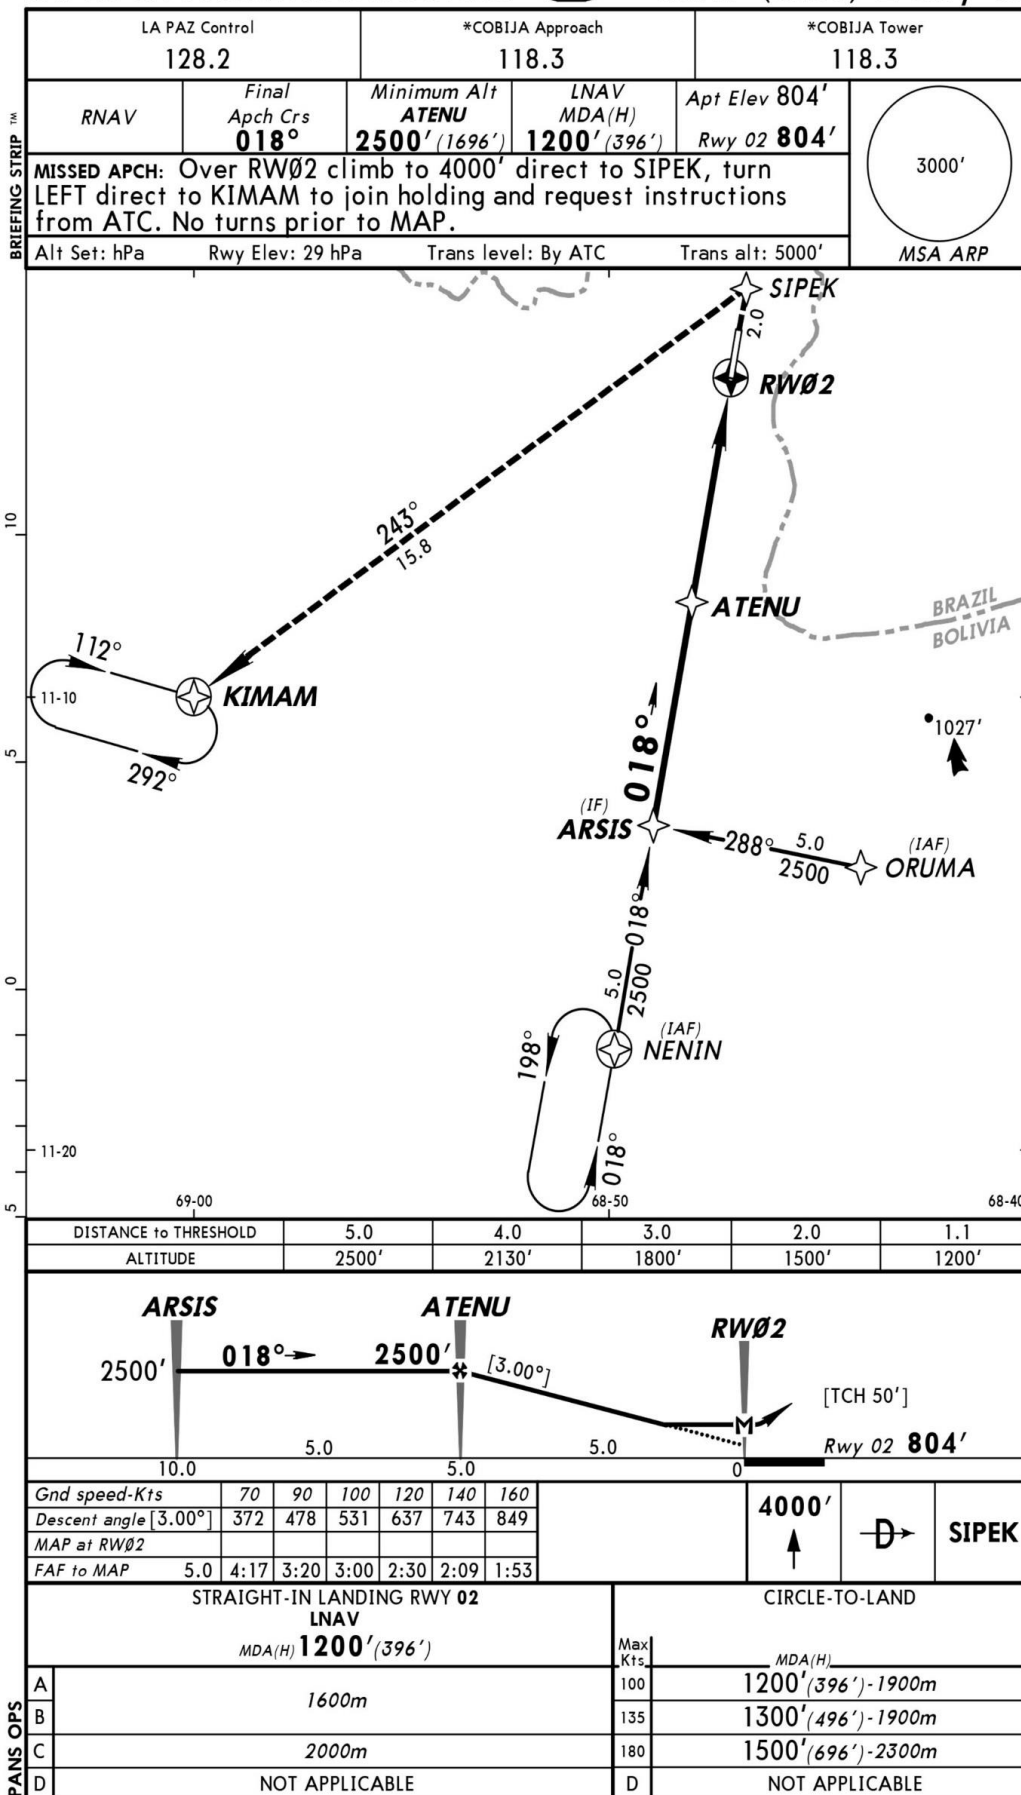 LA PAZ Control
128.2
*COBIJA Approach
118.3
*COBIJA Tower
118.3
BRIEFING STRIP ™
RNAV
Final
Apch Crs
018°
Minimum Alt
ATENU
2500' (1696')
LNAV
MDA(H)
1200' (396')
Apt Elev 804'
Rwy 02 804'
MISSED APCH: Over RWØ2 climb to 4000' direct to SIPEK, turn
LEFT direct to KIMAM to join holding and request instructions
from ATC. No turns prior to MAP.
Alt Set: hPa Rwy Elev: 29 hPa Trans level: By ATC Trans alt: 5000'
3000'
MSA ARP
SIPEK
2.0
RWØ2
243°
15.8
10
ATENU
BRAZIL
BOLIVIA
112°
11-10
KIMAM
292°
5
1027'
018°
(IF)
ARSIS
288°
5.0
2500
(IAF)
ORUMA
018°
5.0
2500
0
(IAF)
NENIN
198°
018°
11-20
5
69-00
68-50
68-40
DISTANCE to THRESHOLD 5.0 4.0 3.0 2.0 1.1
ALTITUDE 2500' 2130' 1800' 1500' 1200'
ARSIS
ATENU
RWØ2
2500'
018°
2500'
[3.00°]
[TCH 50']
M
5.0
5.0
Rwy 02 804'
10.0
5.0
0
Gnd speed-Kts 70 90 100 120 140 160
Descent angle [3.00°] 372 478 531 637 743 849
MAP at RWØ2
FAF to MAP 5.0 4:17 3:20 3:00 2:30 2:09 1:53
4000'
D
SIPEK
PANS OPS
STRAIGHT-IN LANDING RWY 02
LNAV
MDA(H) 1200' (396')
CIRCLE-TO-LAND
Max
Kts
MDA(H)
A
1600m
100
1200' (396')-1900m
B
135
1300' (496')-1900m
C
2000m
180
1500' (696')-2300m
D
NOT APPLICABLE
D
NOT APPLICABLE